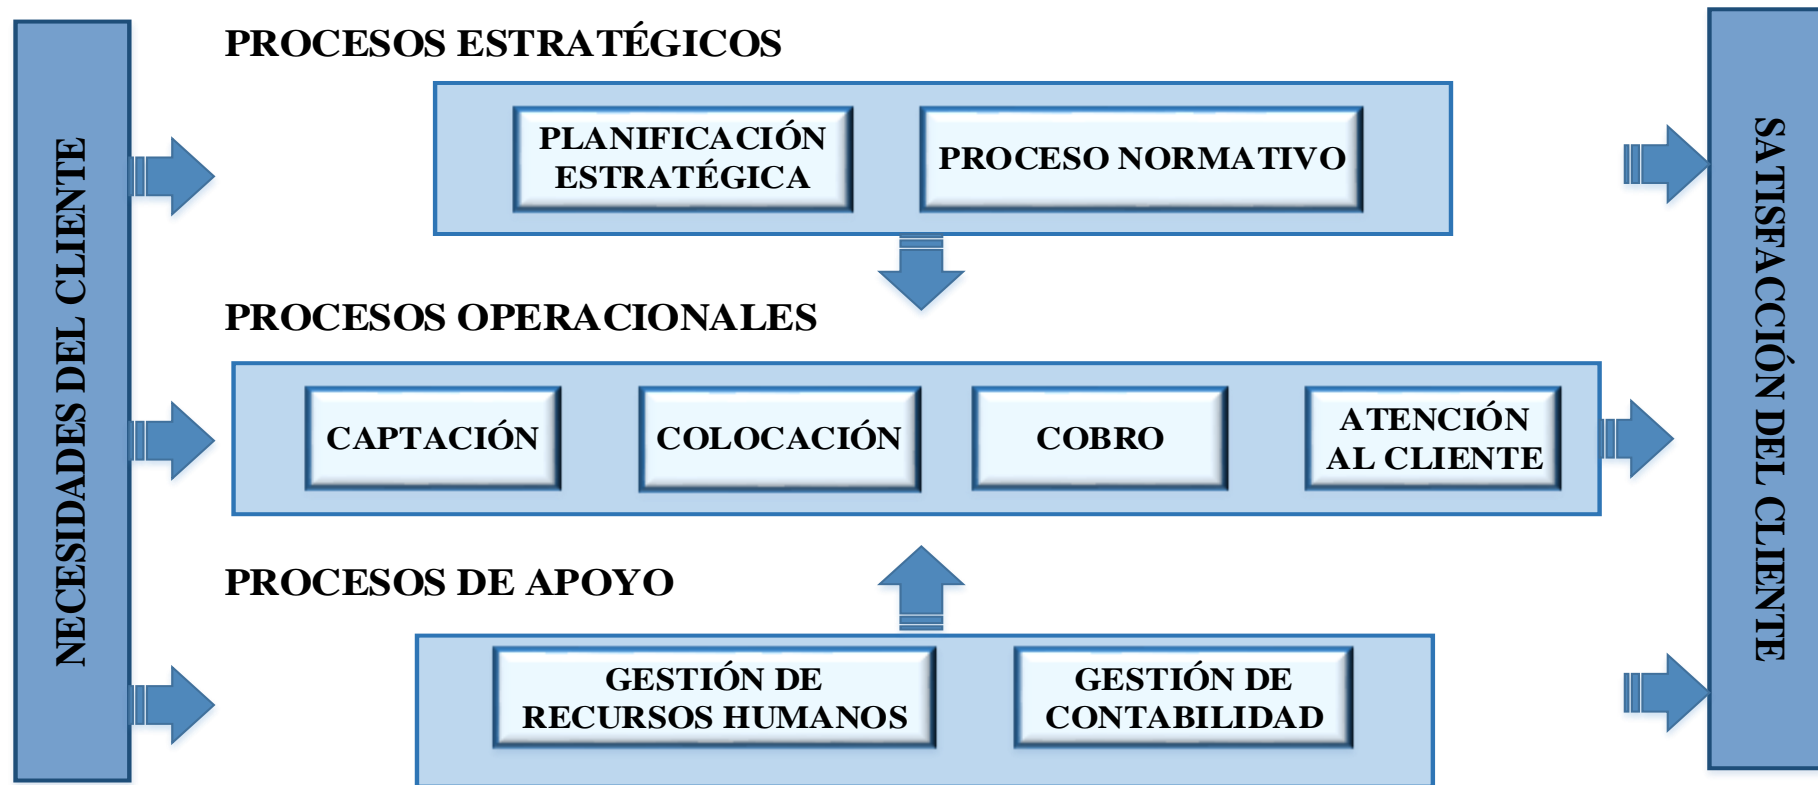 NECESIDADES DEL CLIENTE
PROCESOS ESTRATÉGICOS
PLANIFICACIÓN
ESTRATÉGICA
PROCESO NORMATIVO
PROCESOS OPERACIONALES
CAPTACIÓN
COLOCACIÓN
COBRO
ATENCIÓN
AL CLIENTE
PROCESOS DE APOYO
GESTIÓN DE
RECURSOS HUMANOS
GESTIÓN DE
CONTABILIDAD
SATISFACCIÓN DEL CLIENTE